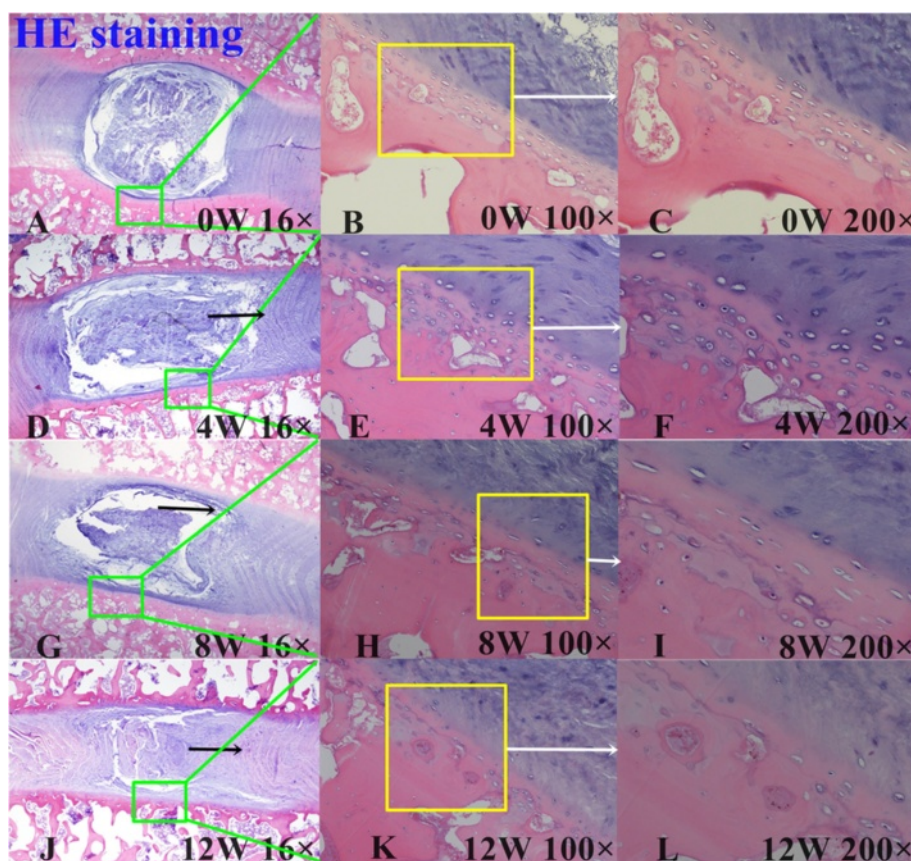 HE staining
A 0W 16× B 0W 100× C 0W 200×
D 4W 16× E 4W 100× F 4W 200×
G 8W 16× H 8W 100× I 8W 200×
J 12W 16× K 12W 100× L 12W 200×